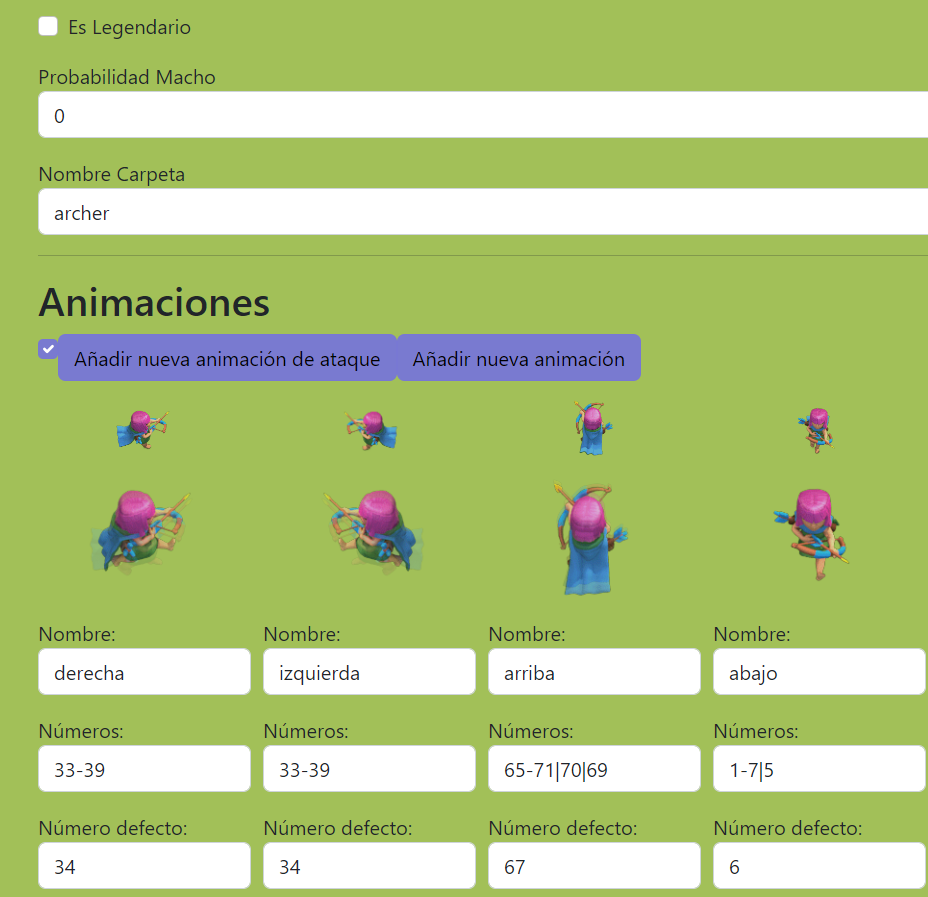 Es Legendario
Probabilidad Macho
0
Nombre Carpeta
archer
Animaciones
Añadir nueva animación de ataque Añadir nueva animación
Nombre: Nombre: Nombre: Nombre:
derecha izquierda arriba abajo
Números: Números: Números: Números:
33-39 33-39 65-71|70|69 1-7|5
Número defecto: Número defecto: Número defecto: Número defecto:
34 34 67 6